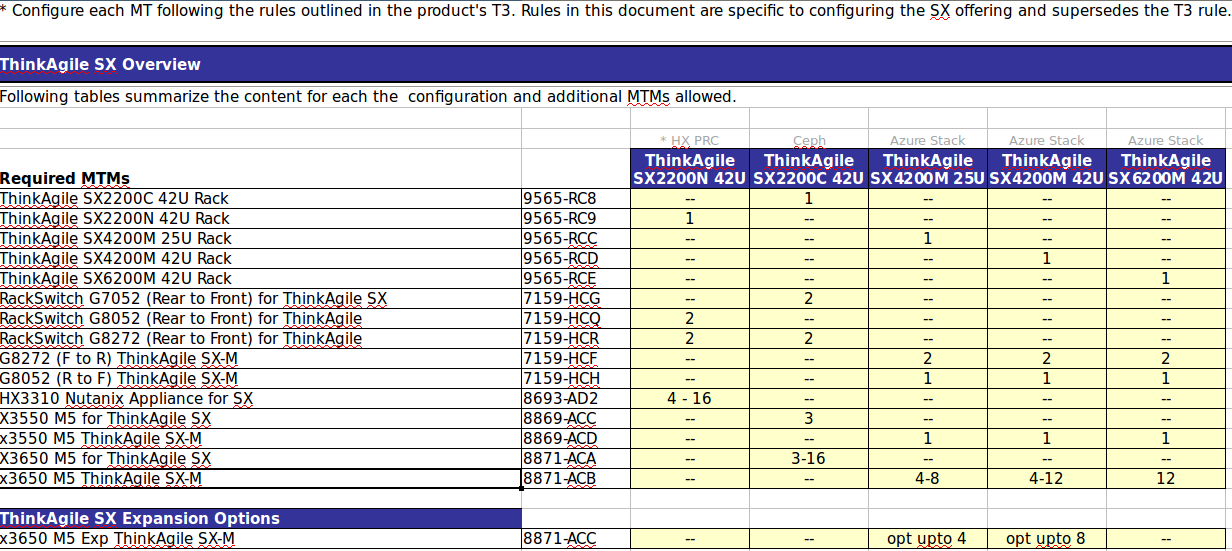 * Configure each MT following the rules outlined in the product's T3. Rules in this document are specific to configuring the SX offering and supersedes the T3 rule.
ThinkAgile SX Overview
Following tables summarize the content for each the  configuration and additional MTMs allowed.
* HX PRC Ceph Azure Stack Azure Stack Azure Stack
Required MTMs ThinkAgile SX2200N 42U ThinkAgile SX2200C 42U ThinkAgile SX4200M 25U ThinkAgile SX4200M 42U ThinkAgile SX6200M 42U
ThinkAgile SX2200C 42U Rack 9565-RC8 -- 1 -- -- --
ThinkAgile SX2200N 42U Rack 9565-RC9 1 -- -- -- --
ThinkAgile SX4200M 25U Rack 9565-RCC -- -- 1 -- --
ThinkAgile SX4200M 42U Rack 9565-RCD -- -- -- 1 --
ThinkAgile SX6200M 42U Rack 9565-RCE -- -- -- -- 1
RackSwitch G7052 (Rear to Front) for ThinkAgile SX 7159-HCG -- 2 -- -- --
RackSwitch G8052 (Rear to Front) for ThinkAgile 7159-HCQ 2 -- -- -- --
RackSwitch G8272 (Rear to Front) for ThinkAgile 7159-HCR 2 2 -- -- --
G8272 (F to R) ThinkAgile SX-M 7159-HCF -- -- 2 2 2
G8052 (R to F) ThinkAgile SX-M 7159-HCH -- -- 1 1 1
HX3310 Nutanix Appliance for SX 8693-AD2 4 - 16 -- -- -- --
X3550 M5 for ThinkAgile SX 8869-ACC -- 3 -- -- --
x3550 M5 ThinkAgile SX-M 8869-ACD -- -- 1 1 1
X3650 M5 for ThinkAgile SX 8871-ACA -- 3-16 -- -- --
x3650 M5 ThinkAgile SX-M 8871-ACB -- -- 4-8 4-12 12
ThinkAgile SX Expansion Options
x3650 M5 Exp ThinkAgile SX-M 8871-ACC -- -- opt upto 4 opt upto 8 --